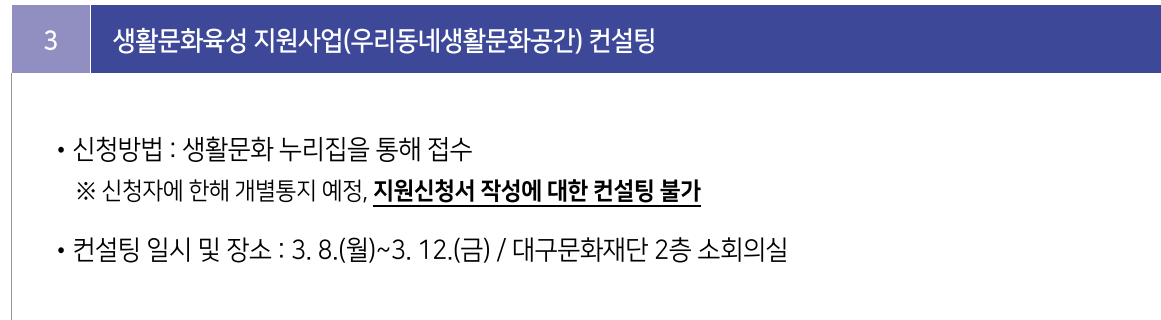 3 생활문화육성 지원사업(우리동네생활문화공간) 컨설팅
• 신청방법 : 생활문화 누리집을 통해 접수
※ 신청자에 한해 개별통지 예정, 지원신청서 작성에 대한 컨설팅 불가
• 컨설팅 일시 및 장소 : 3. 8.(월)~3. 12.(금) / 대구문화재단 2층 소회의실